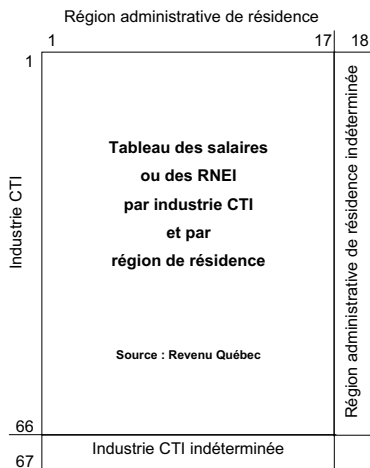 Région administrative de résidence
1 17 18
1
Tableau des salaires
ou des RNEI
par industrie CTI
et par
région de résidence
Source : Revenu Québec
Industrie CTI
Région administrative de résidence indéterminée
66
67
Industrie CTI indéterminée